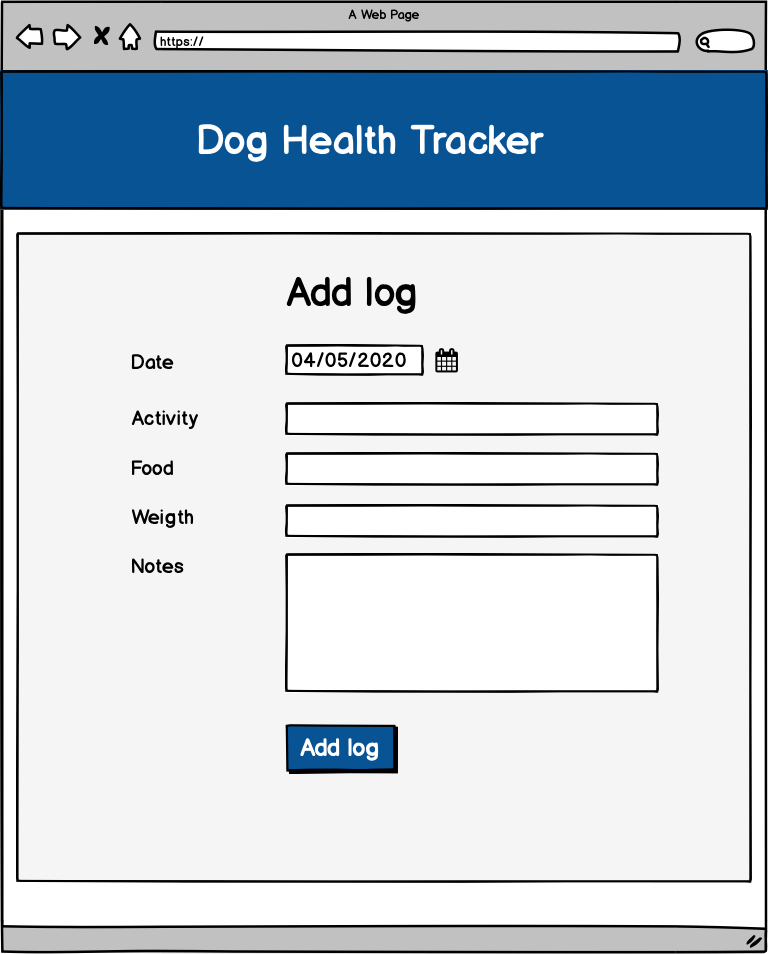 A Web Page
https://
Dog Health Tracker
Add log
Date
04/05/2020
Activity
Food
Weigth
Notes
Add log